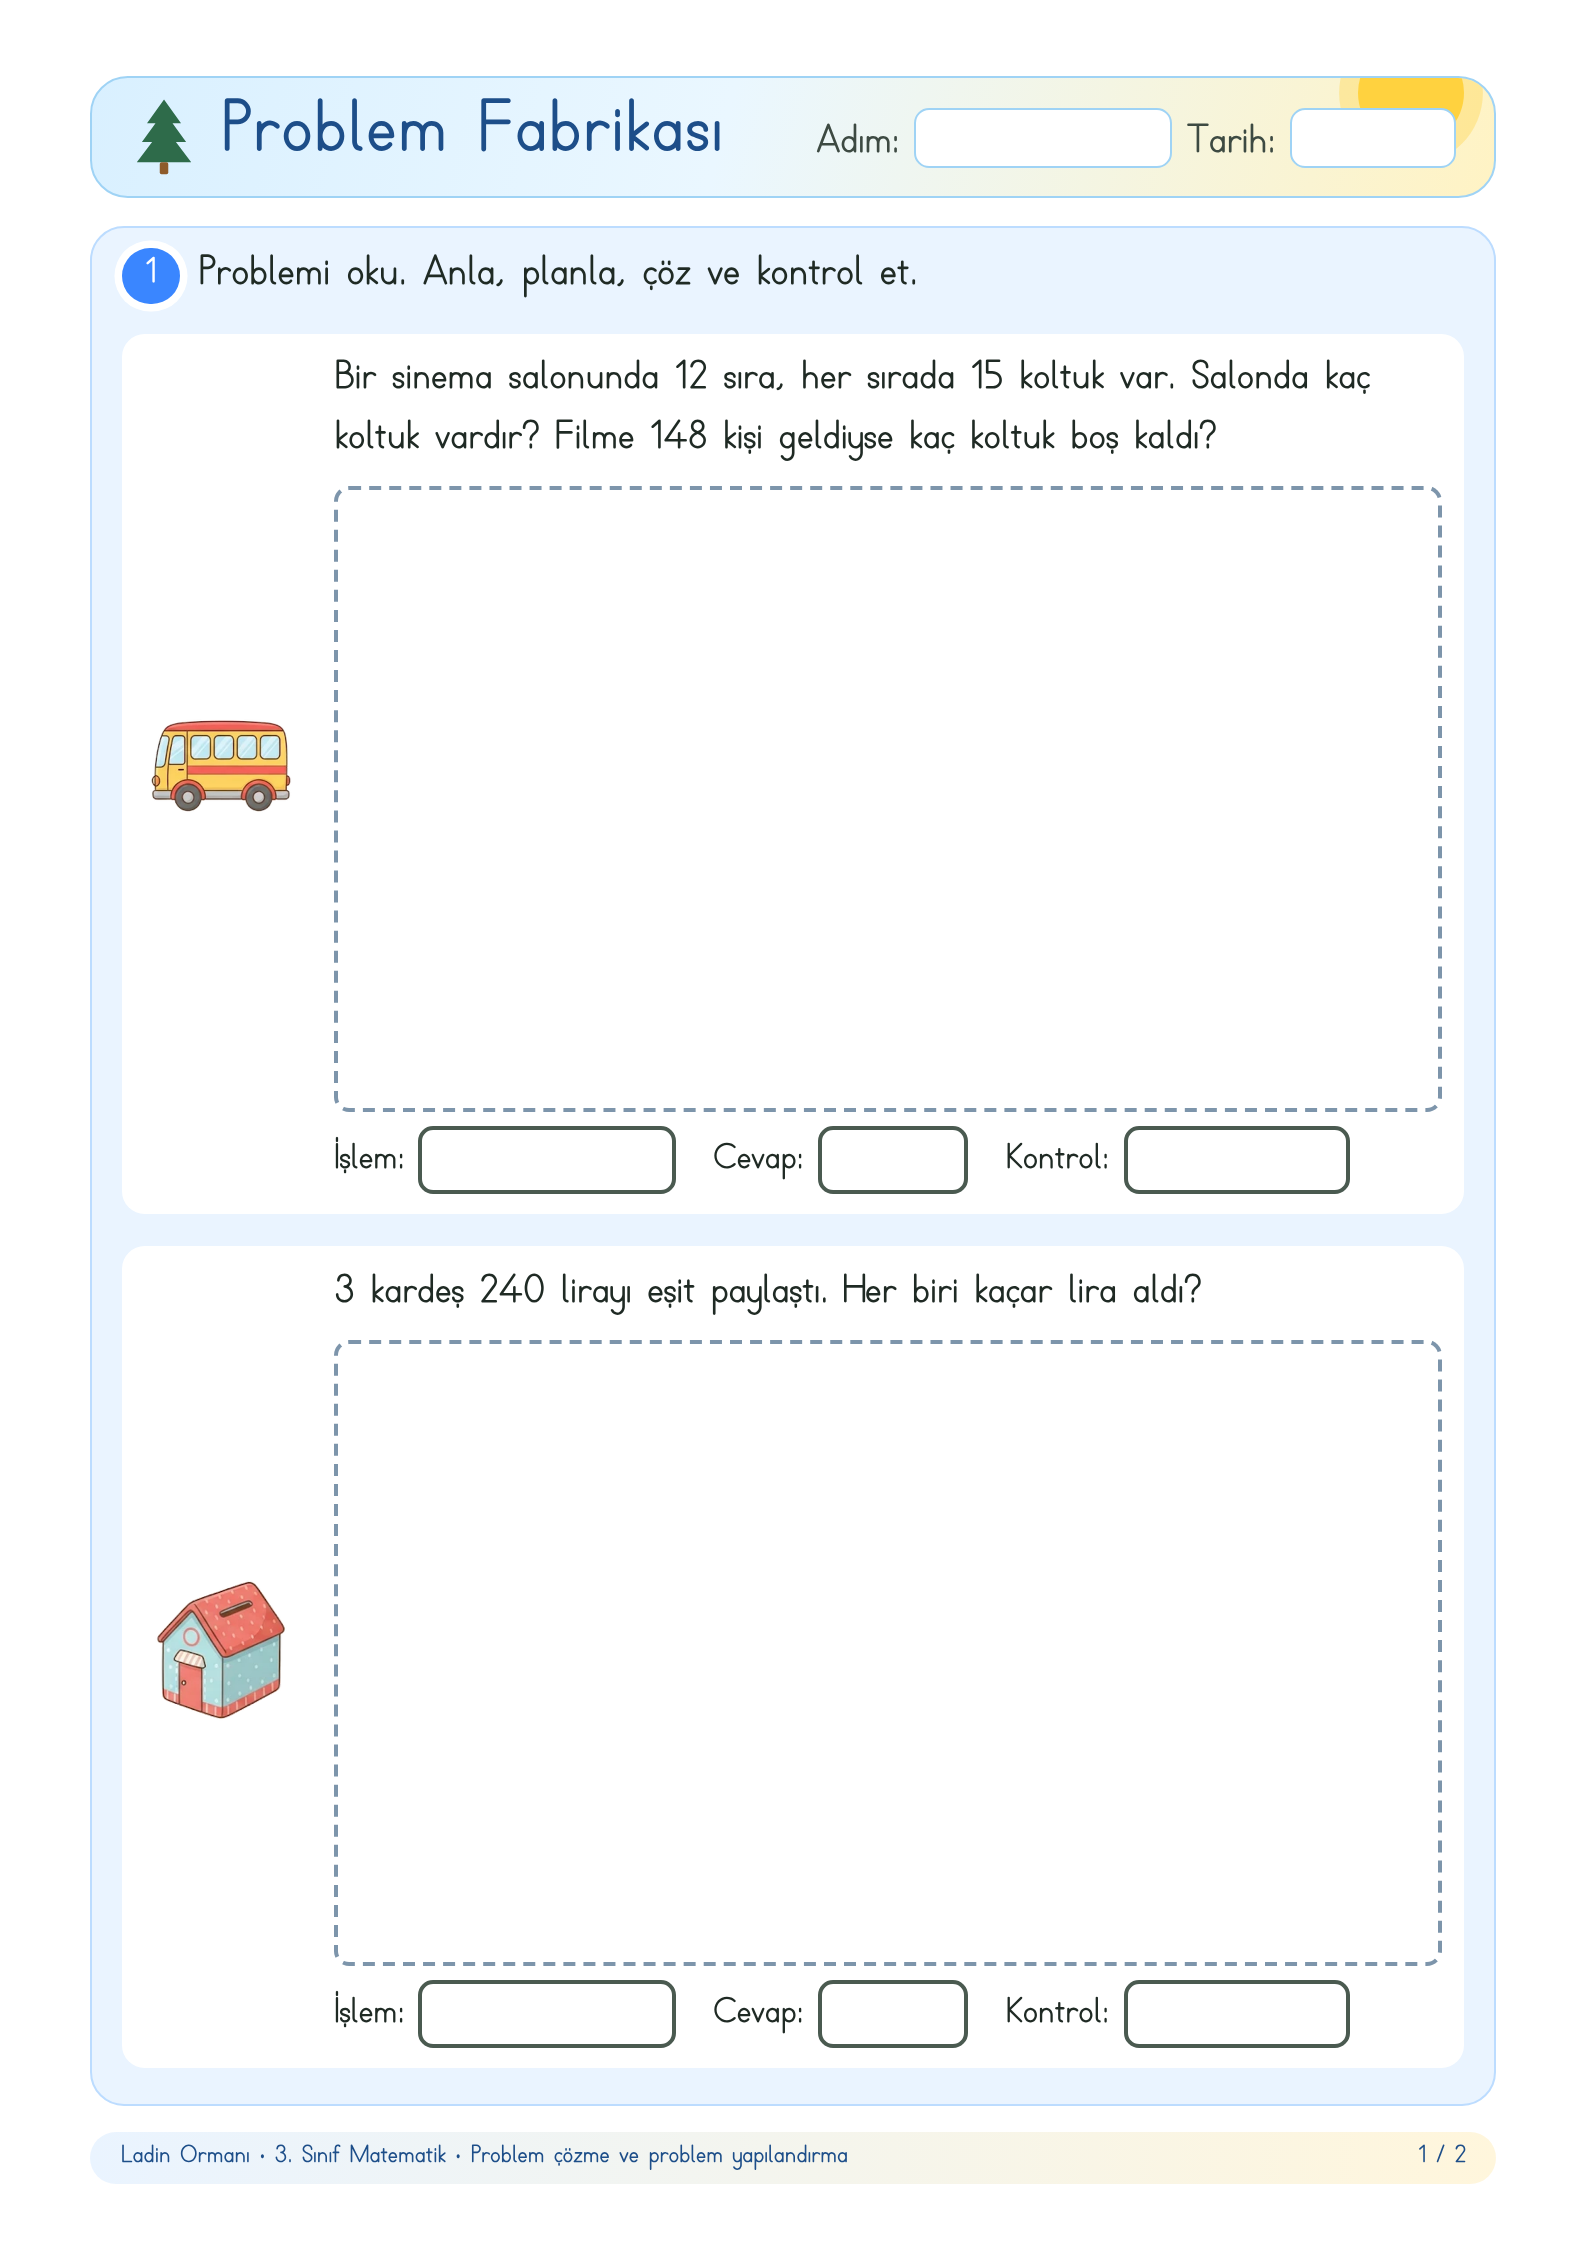 Problem Fabrikası
Adım:
Tarih:
1
Problemi oku. Anla, planla, çöz ve kontrol et.
Bir sinema salonunda 12 sıra, her sırada 15 koltuk var. Salonda kaç
koltuk vardır? Filme 148 kişi geldiyse kaç koltuk boş kaldı?
İşlem:
Cevap:
Kontrol:
3 kardeş 240 lirayı eşit paylaştı. Her biri kaçar lira aldı?
İşlem:
Cevap:
Kontrol:
Ladin Ormanı • 3. Sınıf Matematik • Problem çözme ve problem yapılandırma
1 / 2